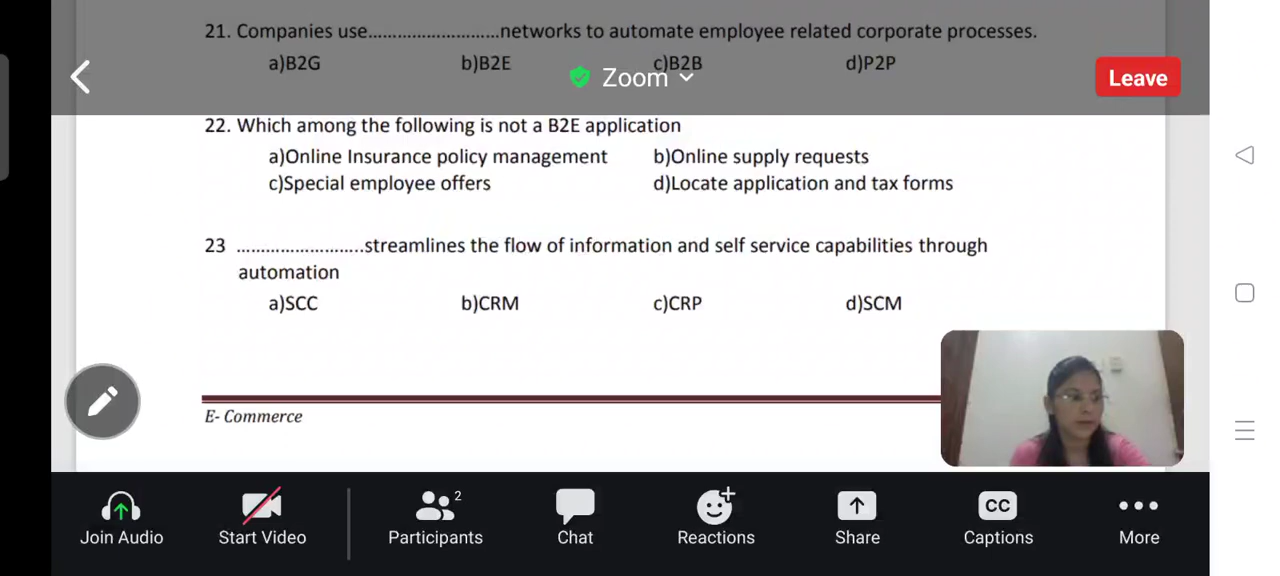 21. Companies use...........................networks to automate employee related corporate processes.
a)B2G b)B2E c)B2B d)P2P
Zoom
Leave
22. Which among the following is not a B2E application
a)Online Insurance policy management b)Online supply requests
c)Special employee offers d)Locate application and tax forms
23 ..........................streamlines the flow of information and self service capabilities through
automation
a)SCC b)CRM c)CRP d)SCM
E- Commerce
2
CC
Join Audio Start Video Participants Chat Reactions Share Captions More